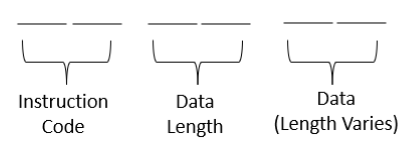 Instruction
Code
Data
Length
Data
(Length Varies)